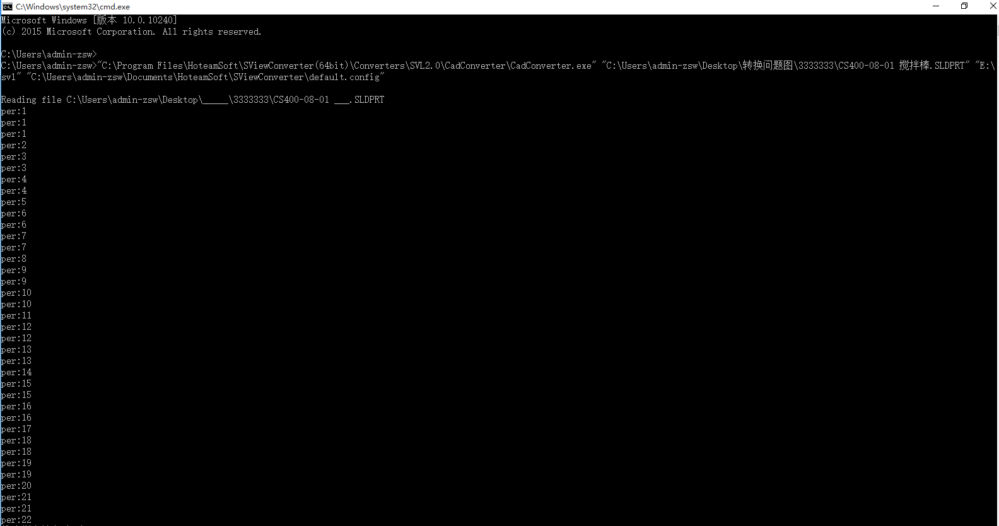 C:\Windows\system32\cmd.exe
Microsoft Windows [版本 10.0.10240]
(c) 2015 Microsoft Corporation. All rights reserved.
C:\Users\admin-zsw>
C:\Users\admin-zsw>"C:\Program Files\HoteamSoft\SViewConverter(64bit)\Converters\SVL2.0\CadConverter\CadConverter.exe" "C:\Users\admin-zsw\Desktop\转换问题图\3333333\CS400-08-01 搅拌棒.SLDPRT" "E:\
svl" "C:\Users\admin-zsw\Documents\HoteamSoft\SViewConverter\default.config"
Reading file C:\Users\admin-zsw\Desktop\_____\3333333\CS400-08-01 ___.SLDPRT
per:1
per:1
per:1
per:2
per:3
per:3
per:4
per:4
per:5
per:6
per:6
per:7
per:7
per:8
per:9
per:9
per:10
per:10
per:11
per:12
per:12
per:13
per:13
per:14
per:15
per:15
per:16
per:16
per:17
per:18
per:18
per:19
per:19
per:20
per:21
per:21
per:22